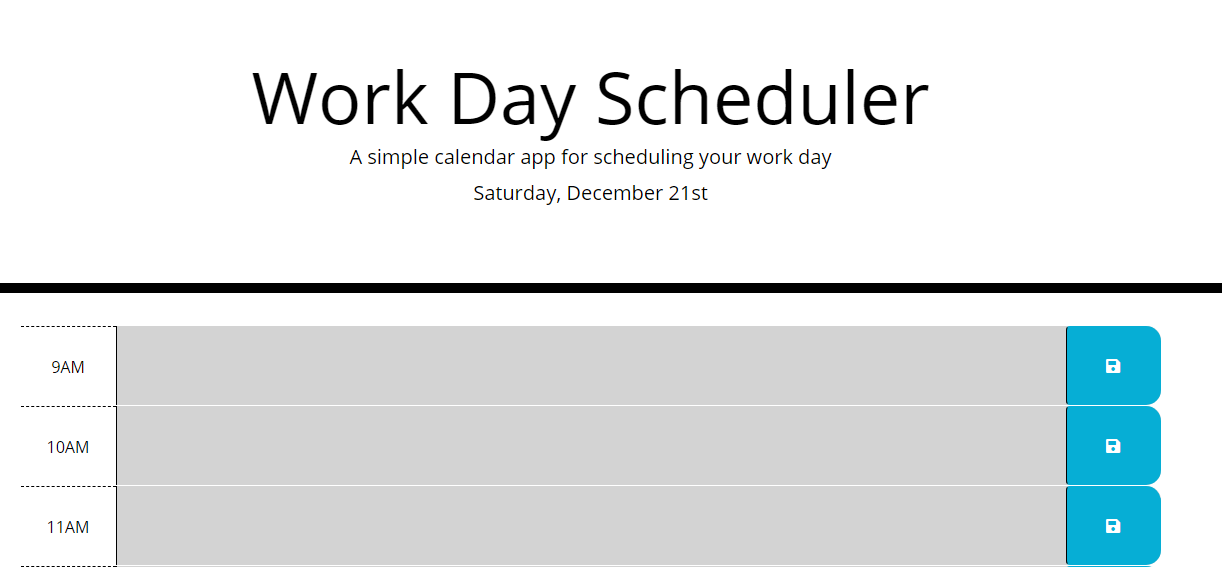 Work Day Scheduler
A simple calendar app for scheduling your work day
Saturday, December 21st
9AM
10AM
11AM